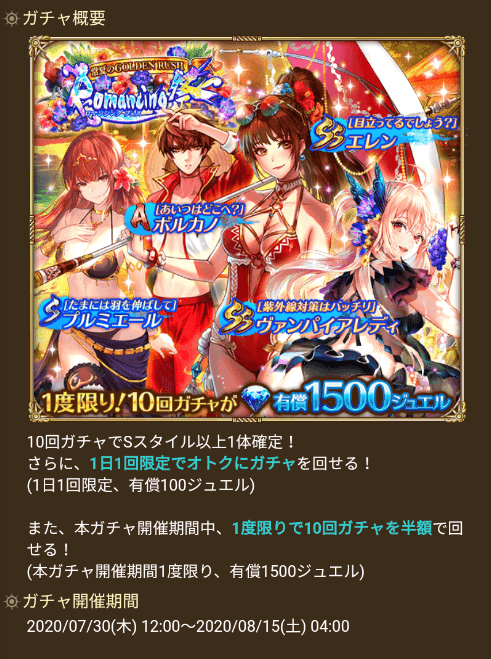 ガチャ概要
常夏のGOLDEN RUSH
Romancing祭
[目立ってるでしょう?]
SS エレン
[あいつはどこへ?]
A ボルカノ
[たまには羽を伸ばして]
S プルミエール
[紫外線対策はバッチリ]
SS ヴァンパイアレディ
1度限り!10回ガチャが 有償1500ジュエル
10回ガチャでSスタイル以上1体確定!
さらに、1日1回限定でオトクにガチャを回せる!
(1日1回限定、有償100ジュエル)
また、本ガチャ開催期間中、1度限りで10回ガチャを半額で回
せる!
(本ガチャ開催期間1度限り、有償1500ジュエル)
ガチャ開催期間
2020/07/30(木) 12:00～2020/08/15(土) 04:00